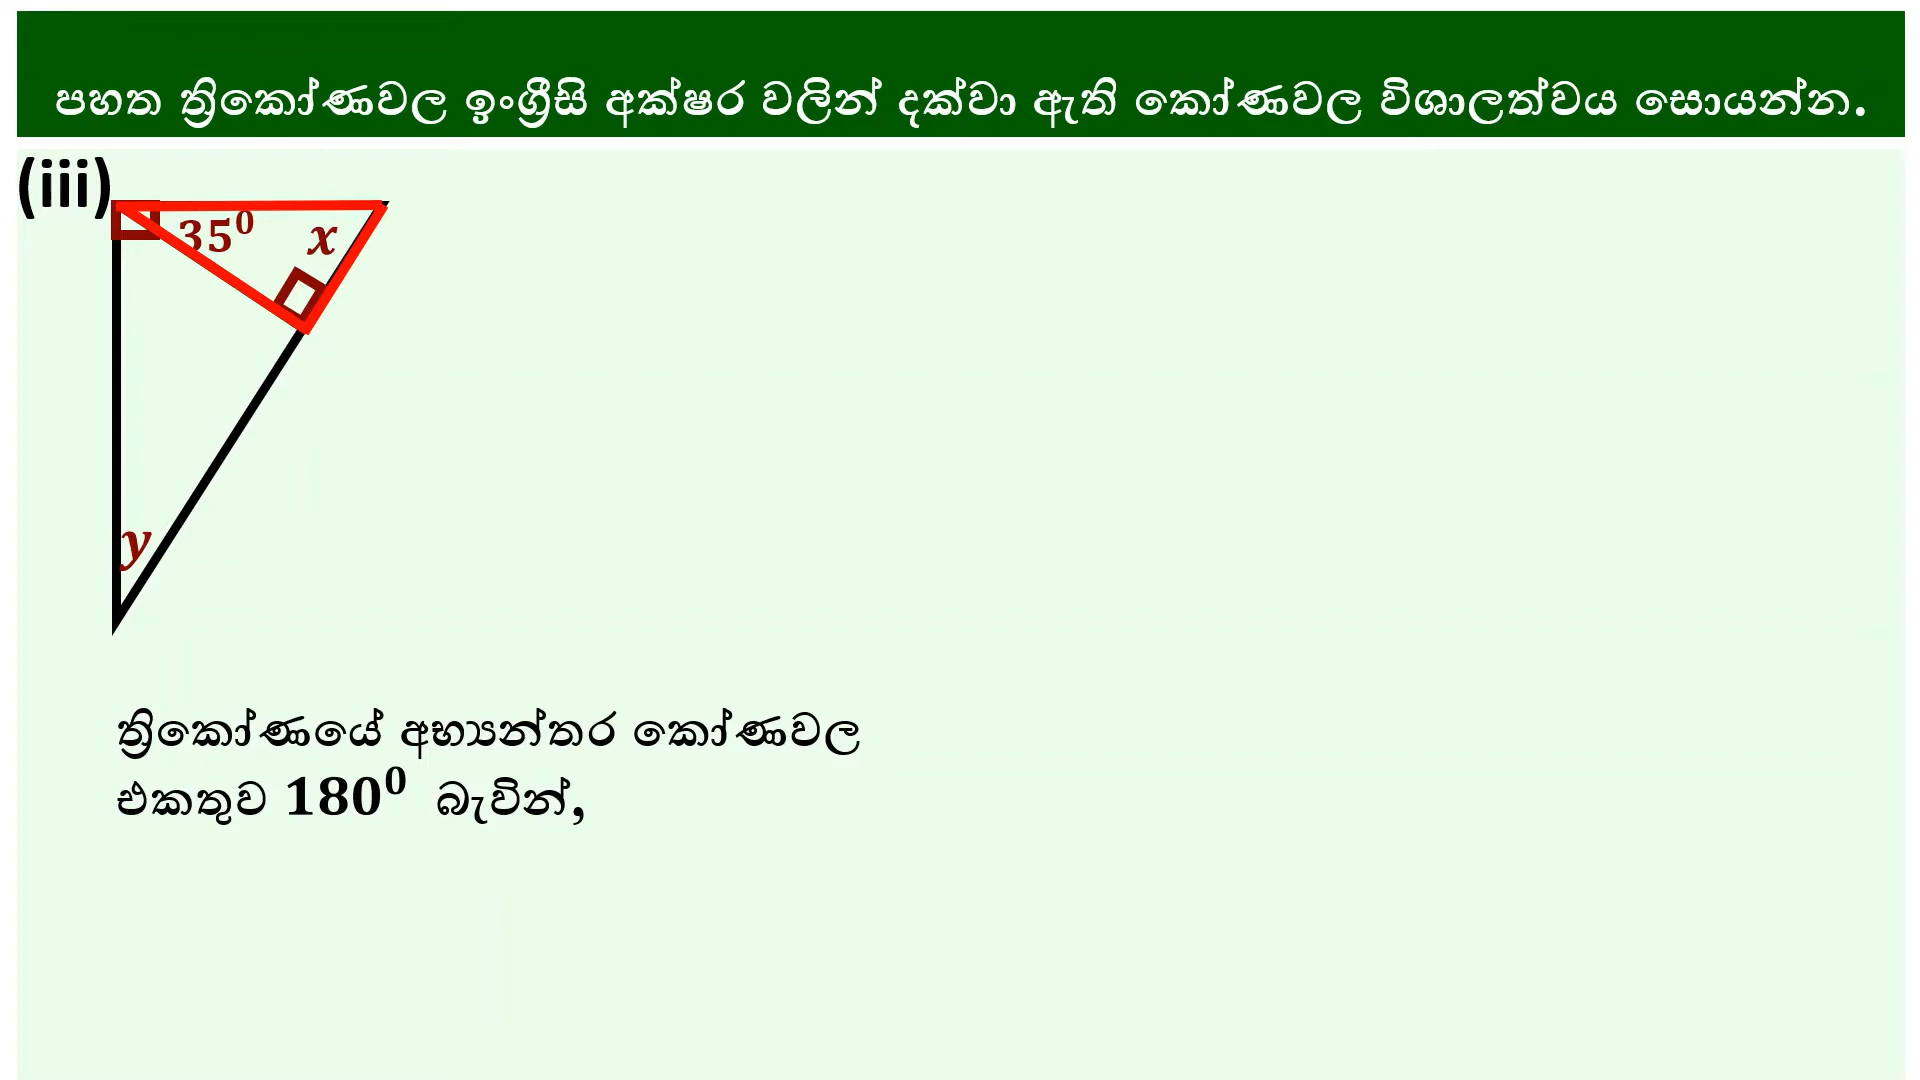 පහත ත්‍රිකෝණවල ඉංග්‍රීසි අක්ෂර වලින් දක්වා ඇති කෝණවල විශාලත්වය සොයන්න.
(iii)
35⁰
x
y
ත්‍රිකෝණයේ අභ්‍යන්තර කෝණවල
එකතුව 180⁰ බැවින්,